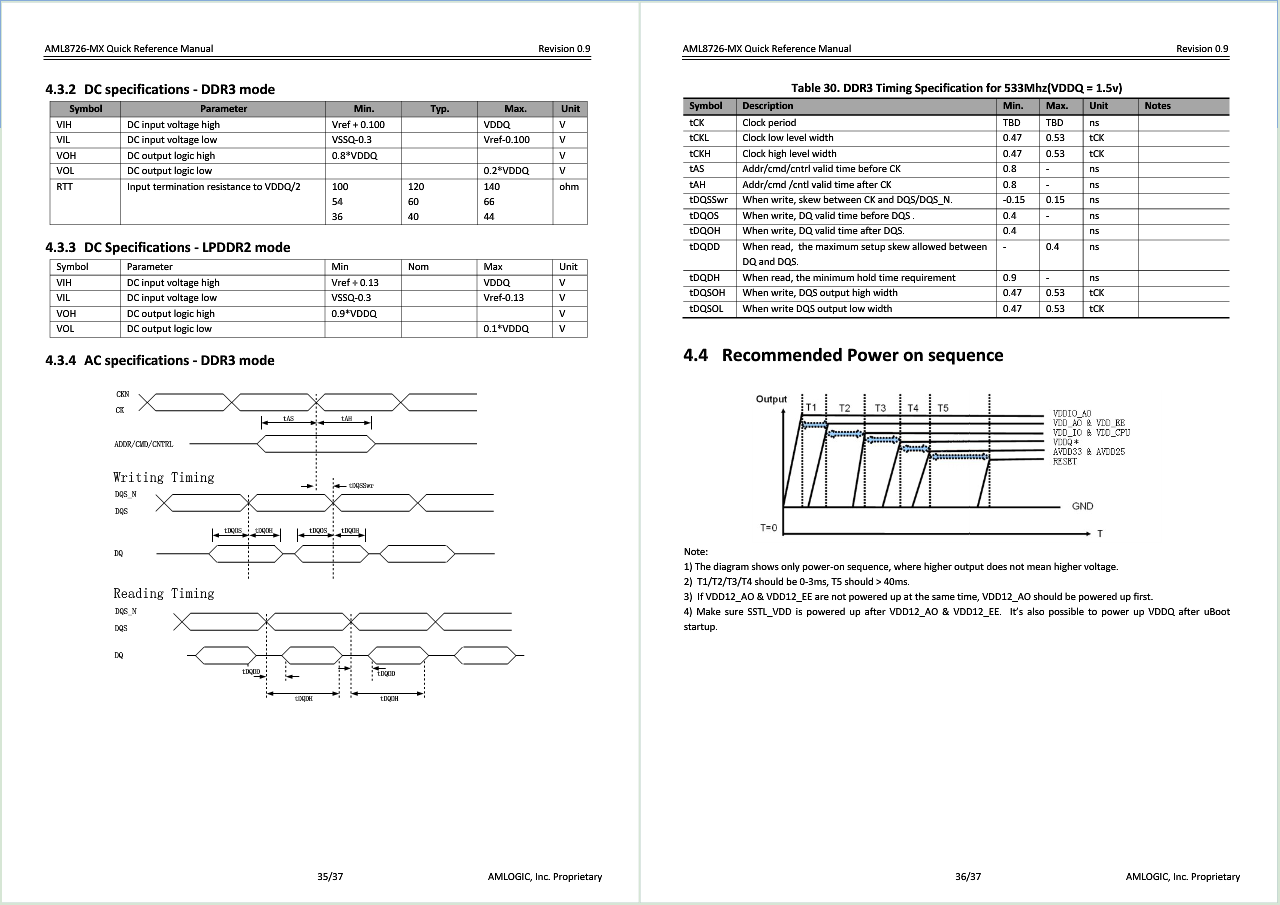 AML8726-MX Quick Reference Manual Revision 0.9
4.3.2 DC specifications - DDR3 mode
Symbol Parameter Min. Typ. Max. Unit
VIH DC input voltage high Vref + 0.100 VDDQ V
VIL DC input voltage low VSSQ-0.3 Vref-0.100 V
VOH DC output logic high 0.8*VDDQ V
VOL DC output logic low 0.2*VDDQ V
RTT Input termination resistance to VDDQ/2 100 120 140 ohm
54 60 66
36 40 44
4.3.3 DC Specifications - LPDDR2 mode
Symbol Parameter Min Nom Max Unit
VIH DC input voltage high Vref + 0.13 VDDQ V
VIL DC input voltage low VSSQ-0.3 Vref-0.13 V
VOH DC output logic high 0.9*VDDQ V
VOL DC output logic low 0.1*VDDQ V
4.3.4 AC specifications - DDR3 mode
CKN
CK
tAS tAH
ADDR/CMD/CNTRL
Writing Timing
tDQSSwr
DQS_N
DQS
tDQOS tDQOH tDQOS tDQOH
DQ
Reading Timing
DQS_N
DQS
DQ
tDQDD tDQDD
tDQDH tDQDH
35/37 AMLOGIC, Inc. Proprietary
AML8726-MX Quick Reference Manual Revision 0.9
Table 30. DDR3 Timing Specification for 533Mhz(VDDQ = 1.5v)
Symbol Description Min. Max. Unit Notes
tCK Clock period TBD TBD ns
tCKL Clock low level width 0.47 0.53 tCK
tCKH Clock high level width 0.47 0.53 tCK
tAS Addr/cmd/cntrl valid time before CK 0.8 - ns
tAH Addr/cmd /cntl valid time after CK 0.8 - ns
tDQSSwr When write, skew between CK and DQS/DQS_N. -0.15 0.15 ns
tDQOS When write, DQ valid time before DQS . 0.4 - ns
tDQOH When write, DQ valid time after DQS. 0.4 ns
tDQDD When read, the maximum setup skew allowed between - 0.4 ns
DQ and DQS.
tDQDH When read, the minimum hold time requirement 0.9 - ns
tDQSOH When write, DQS output high width 0.47 0.53 tCK
tDQSOL When write DQS output low width 0.47 0.53 tCK
4.4 Recommended Power on sequence
Output
T1 T2 T3 T4 T5
VDDIO_AO
VDD_AO & VDD_EE
VDD_IO & VDD_CPU
VDDQ*
AVDD33 & AVDD25
RESET
GND
T=0 T
Note:
1) The diagram shows only power-on sequence, where higher output does not mean higher voltage.
2) T1/T2/T3/T4 should be 0-3ms, T5 should > 40ms.
3) If VDD12_AO & VDD12_EE are not powered up at the same time, VDD12_AO should be powered up first.
4) Make sure SSTL_VDD is powered up after VDD12_AO & VDD12_EE. It's also possible to power up VDDQ after uBoot
startup.
36/37 AMLOGIC, Inc. Proprietary